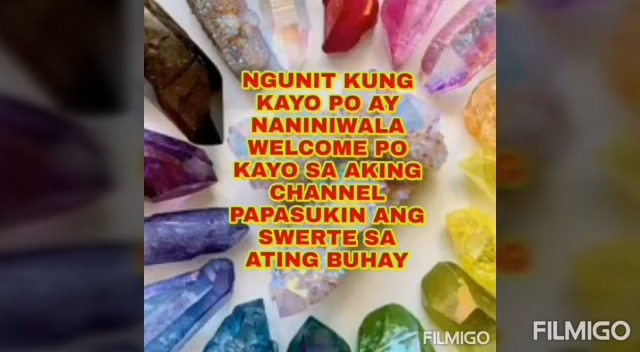 NGUNIT KUNG
KAYO PO AY
NANINIWALA
WELCOME PO
KAYO SA AKING
CHANNEL
PAPASUKIN ANG
SWERTE SA
ATING BUHAY
FILMIGO
FILMIGO